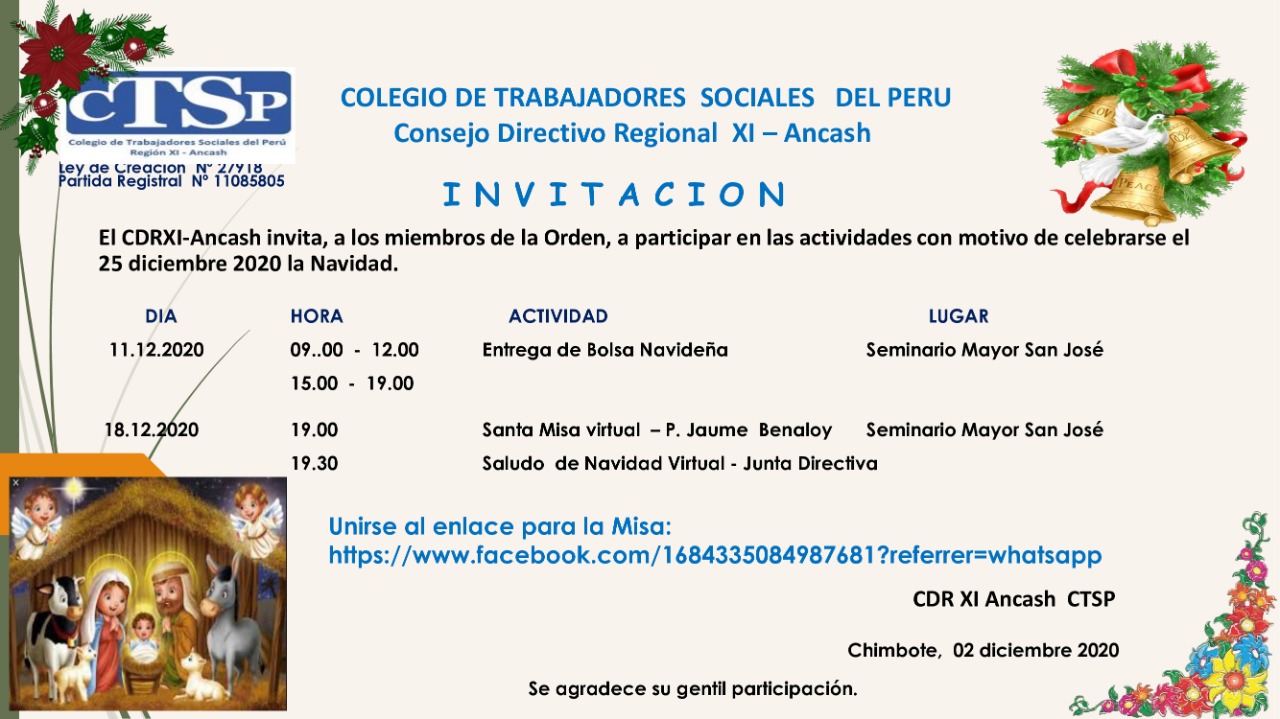 CTSP
Colegio de Trabajadores Sociales del Perú
Región XI - Ancash
Ley de Creación Nº 27918
Partida Registral Nº 11085805
COLEGIO DE TRABAJADORES SOCIALES DEL PERU
Consejo Directivo Regional XI – Ancash
INVITACION
El CDRXI-Ancash invita, a los miembros de la Orden, a participar en las actividades con motivo de celebrarse el
25 diciembre 2020 la Navidad.
DIA HORA ACTIVIDAD LUGAR
11.12.2020 09..00 - 12.00 Entrega de Bolsa Navideña Seminario Mayor San José
15.00 - 19.00
18.12.2020 19.00 Santa Misa virtual – P. Jaume Benaloy Seminario Mayor San José
19.30 Saludo de Navidad Virtual - Junta Directiva
Unirse al enlace para la Misa:
https://www.facebook.com/1684335084987681?referrer=whatsapp
CDR XI Ancash CTSP
Chimbote, 02 diciembre 2020
Se agradece su gentil participación.
PEACE